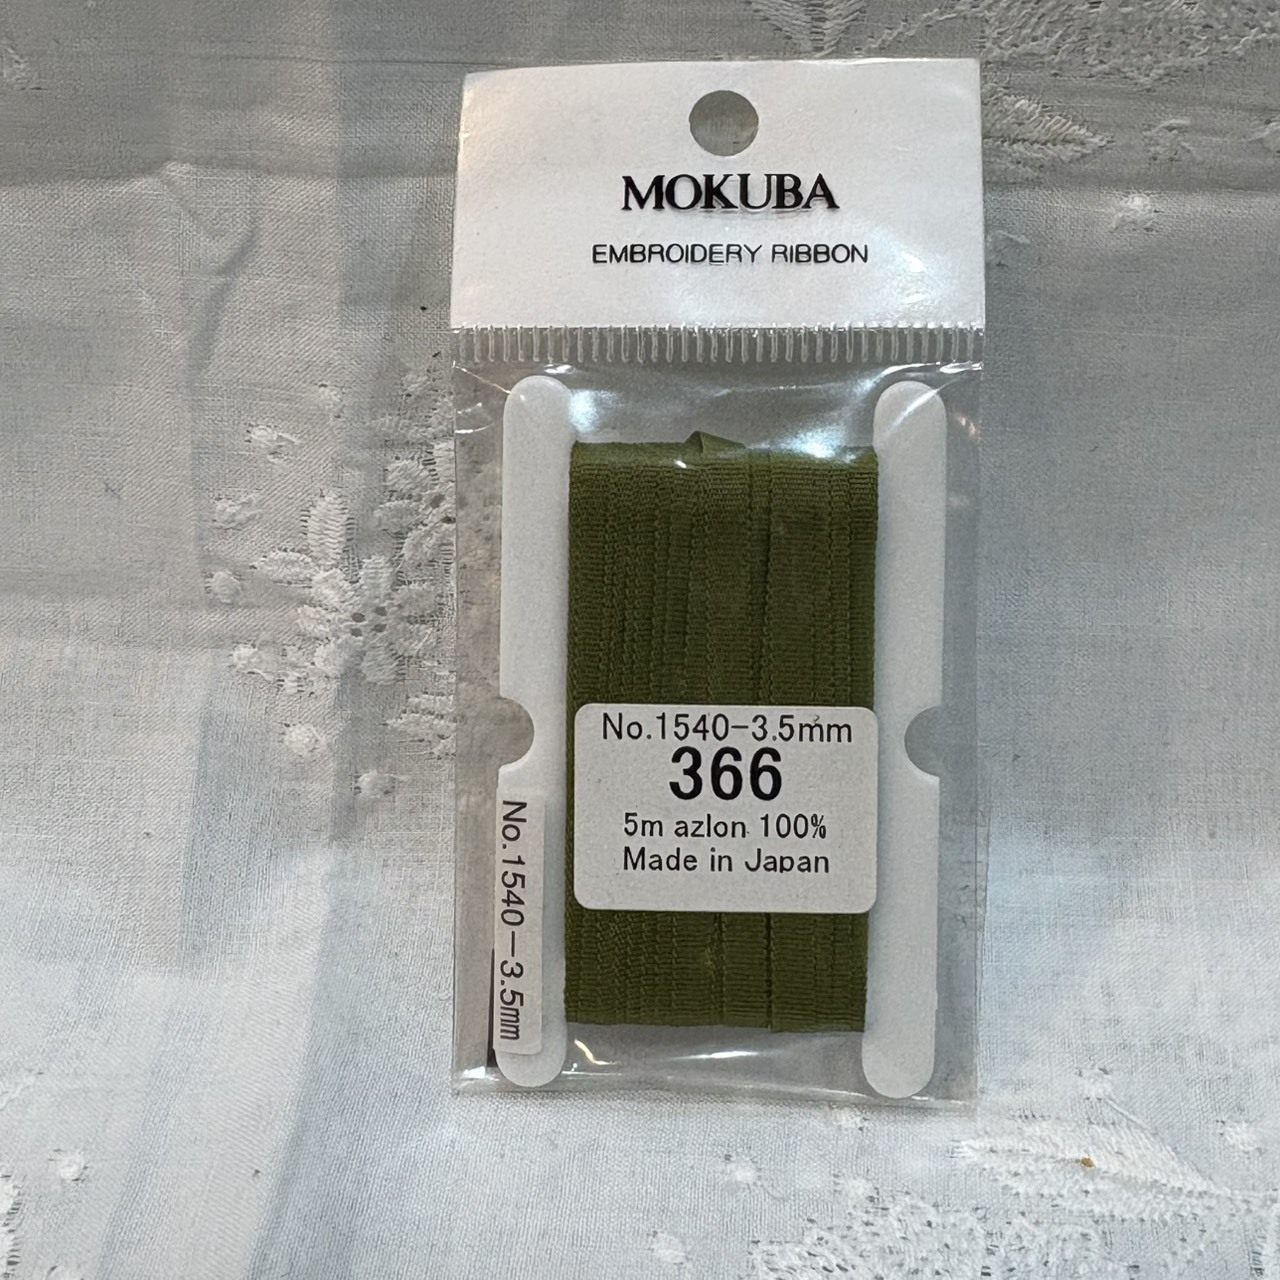 MOKUBA
EMBROIDERY RIBBON
No.1540-3.5mm
366
5m azlon 100%
Made in Japan
No.1540-3.5mm